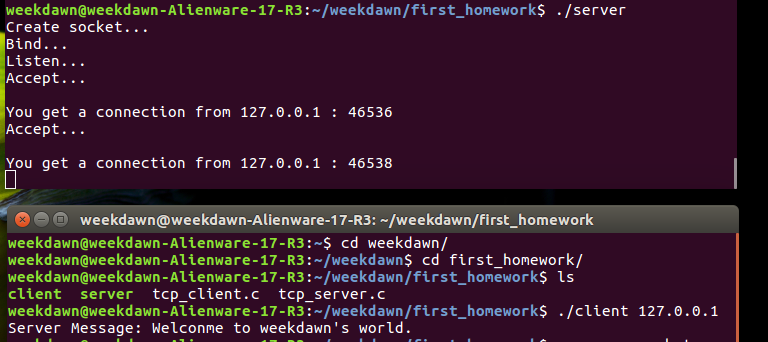 weekdawn@weekdawn-Alienware-17-R3:~/weekdawn/first_homework$ ./server
Create socket...
Bind...
Listen...
Accept...
You get a connection from 127.0.0.1 : 46536
Accept...
You get a connection from 127.0.0.1 : 46538
weekdawn@weekdawn-Alienware-17-R3: ~/weekdawn/first_homework
weekdawn@weekdawn-Alienware-17-R3:~$ cd weekdawn/
weekdawn@weekdawn-Alienware-17-R3:~/weekdawn$ cd first_homework/
weekdawn@weekdawn-Alienware-17-R3:~/weekdawn/first_homework$ ls
client server tcp_client.c tcp_server.c
weekdawn@weekdawn-Alienware-17-R3:~/weekdawn/first_homework$ ./client 127.0.0.1
Server Message: Welconme to weekdawn's world.